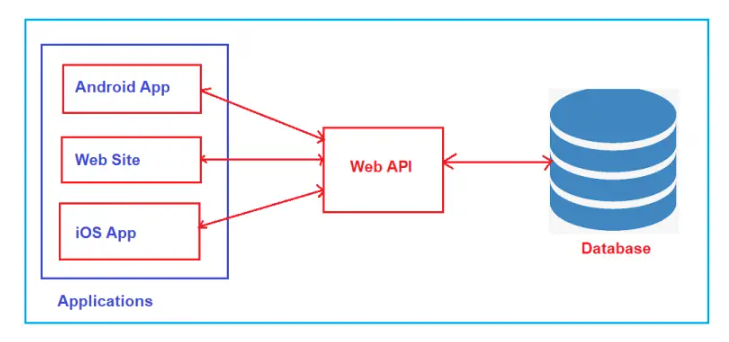 Android App
Web Site
iOS App
Applications
Web API
Database